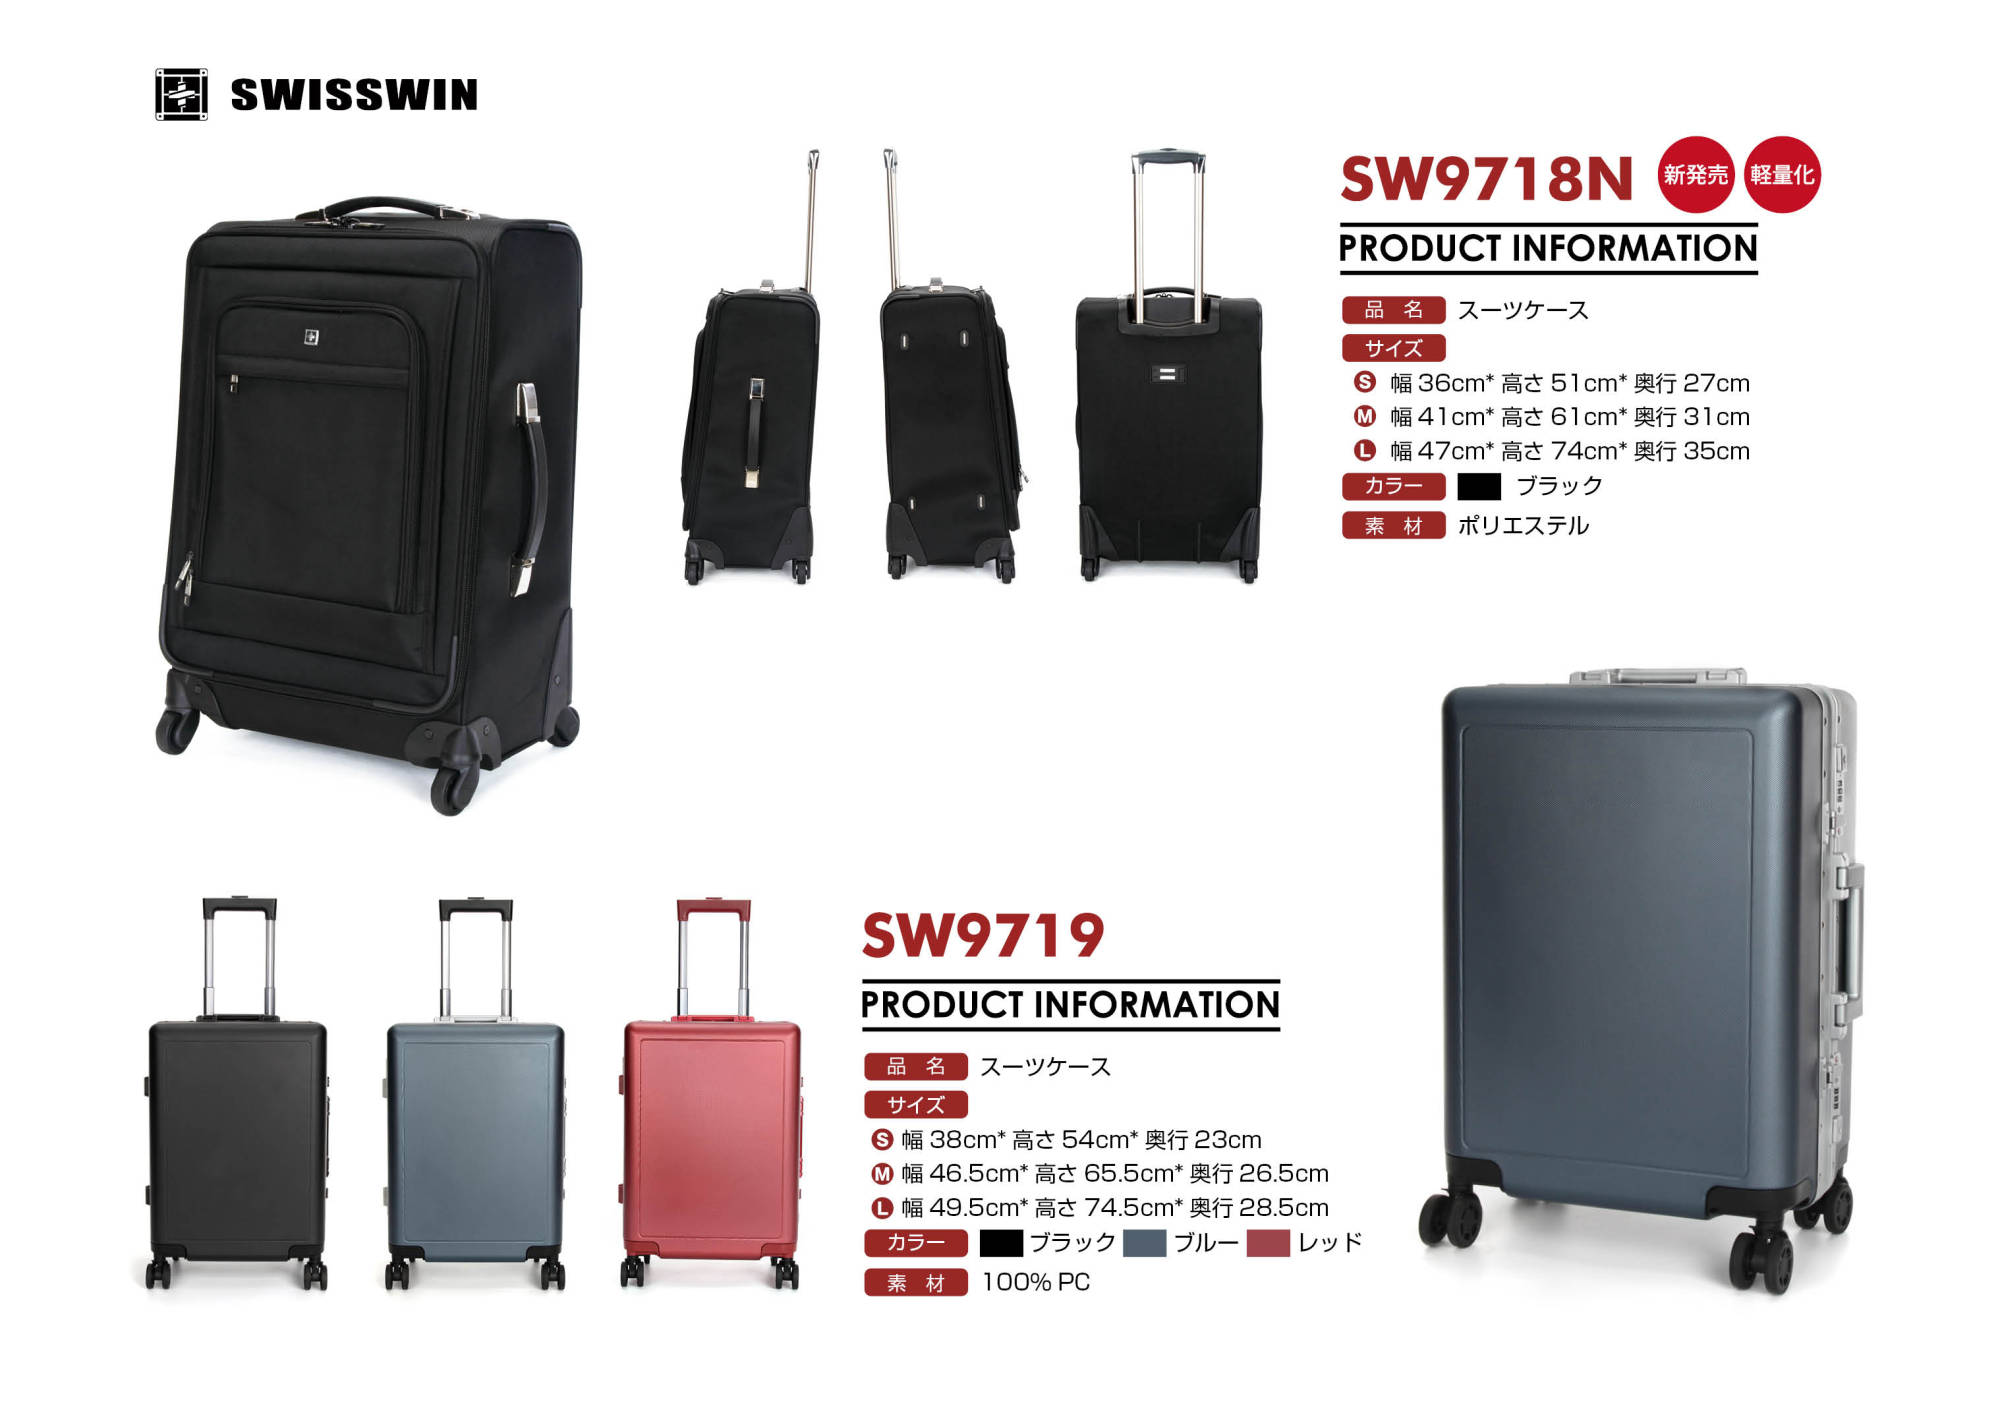 SWISSWIN
SW9718N 新発売 軽量化
PRODUCT INFORMATION
品 名 スーツケース
サイズ
S 幅 36cm* 高さ 51cm* 奥行 27cm
M 幅 41cm* 高さ 61cm* 奥行 31cm
L 幅 47cm* 高さ 74cm* 奥行 35cm
カラー ブラック
素 材 ポリエステル
SW9719
PRODUCT INFORMATION
品 名 スーツケース
サイズ
S 幅 38cm* 高さ 54cm* 奥行 23cm
M 幅 46.5cm* 高さ 65.5cm* 奥行 26.5cm
L 幅 49.5cm* 高さ 74.5cm* 奥行 28.5cm
カラー ブラック ブルー レッド
素 材 100% PC